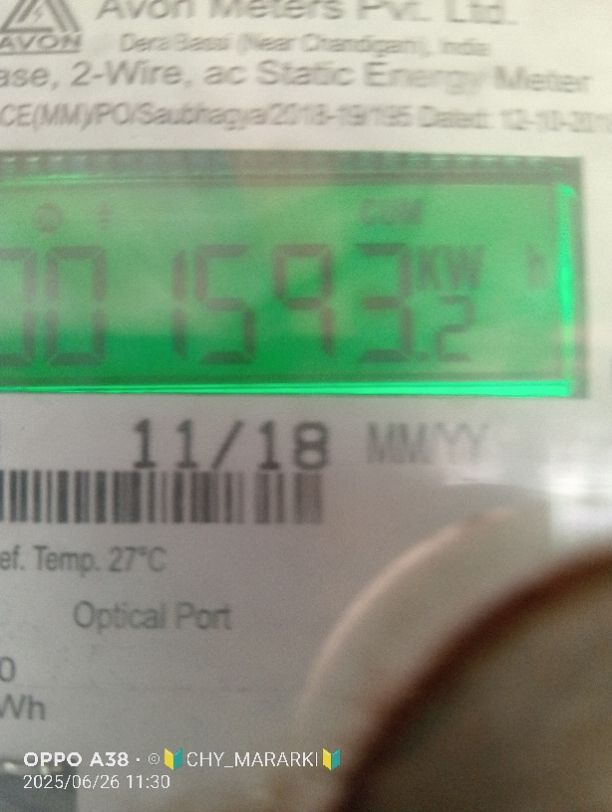 Avon Meters Pvt. Ltd.
AVON
Dera Bassi (Near Chandigarh), India
ase, 2-Wire, ac Static Energy Meter
CE(MM)/PO/Saubhagya/2018-19/195 Dated: 12-10-201
CUM
001593.2 KW h
11/18 MM/YY
ef. Temp. 27°C
Optical Port
0
Wh
OPPO A38 · ©🔰CHY_MARARKI🔰
2025/06/26 11:30